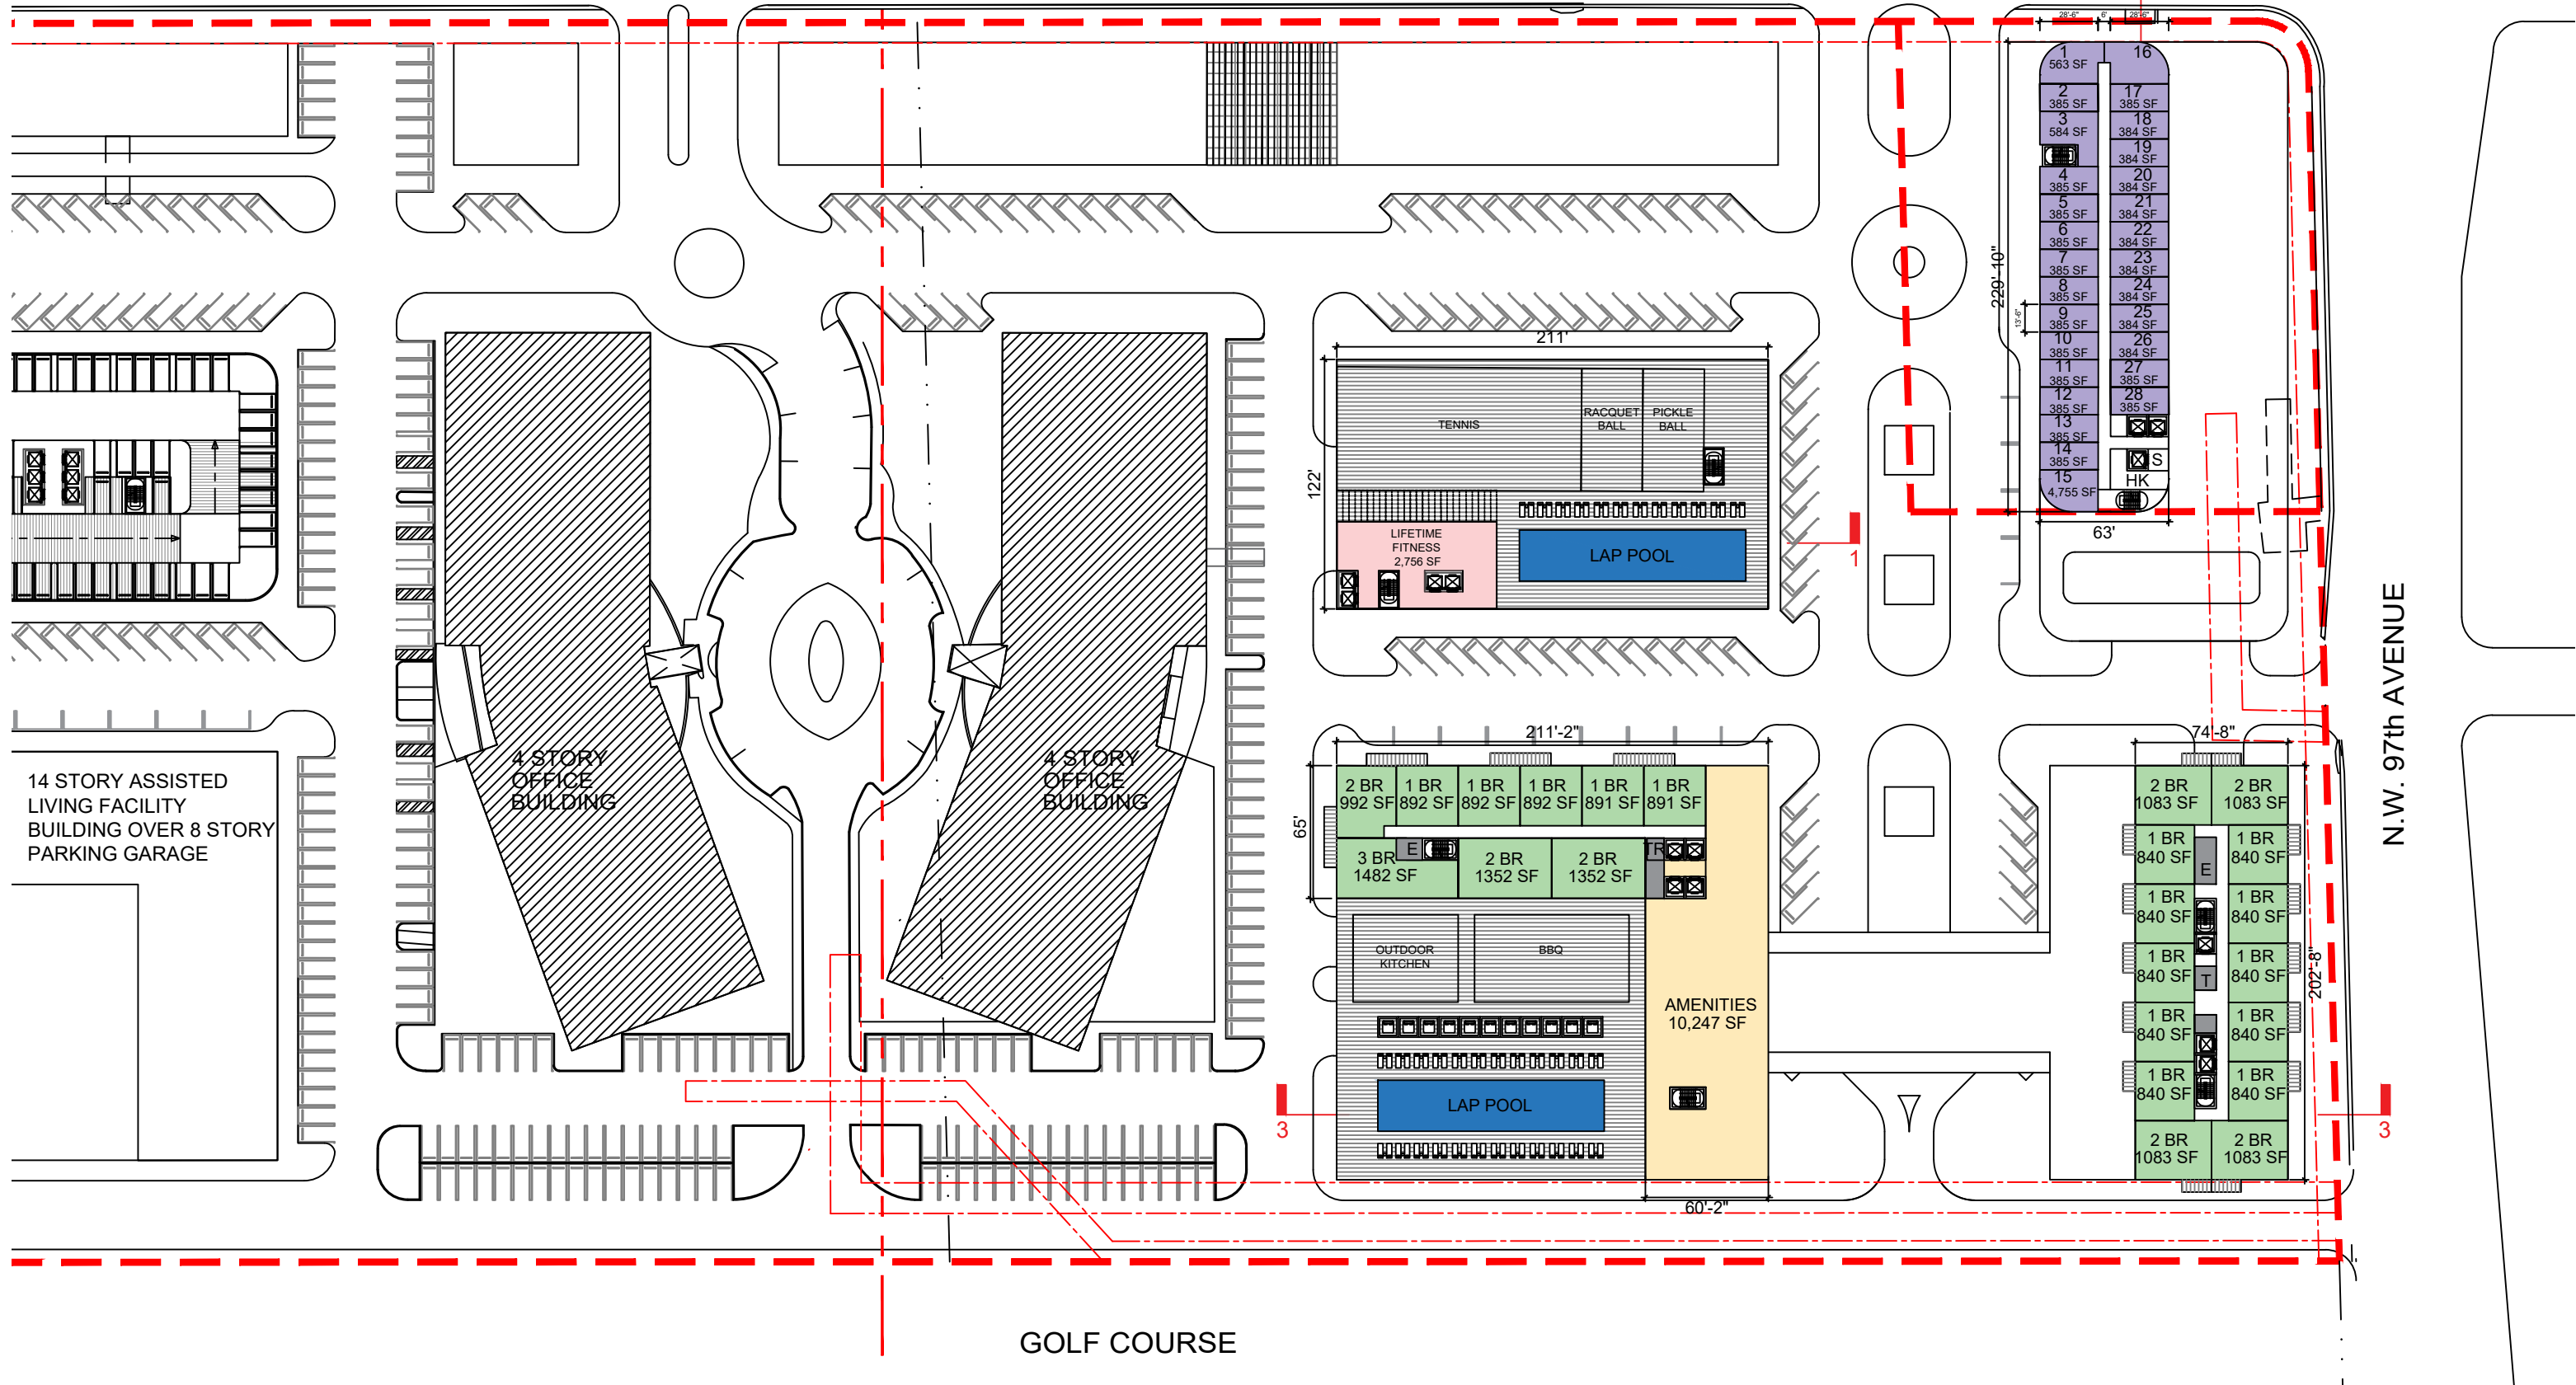 28'-6"
6'
28'-6"
1
563 SF
16
2
385 SF
17
385 SF
3
584 SF
18
384 SF
19
384 SF
4
385 SF
20
384 SF
5
385 SF
21
384 SF
6
385 SF
22
384 SF
7
385 SF
23
384 SF
8
385 SF
24
384 SF
9
385 SF
25
384 SF
10
385 SF
26
384 SF
11
385 SF
27
385 SF
12
385 SF
28
385 SF
13
385 SF
14
385 SF
S
15
4,755 SF
HK
229'-10"
13'-6"
63'
211'
122'
TENNIS
RACQUET
BALL
PICKLE
BALL
LIFETIME
FITNESS
2,756 SF
LAP POOL
1
N.W. 97th AVENUE
14 STORY ASSISTED
LIVING FACILITY
BUILDING OVER 8 STORY
PARKING GARAGE
4 STORY
OFFICE
BUILDING
4 STORY
OFFICE
BUILDING
211'-2"
65'
2 BR
992 SF
1 BR
892 SF
1 BR
892 SF
1 BR
892 SF
1 BR
891 SF
1 BR
891 SF
E
TR
3 BR
1482 SF
2 BR
1352 SF
2 BR
1352 SF
OUTDOOR
KITCHEN
BBQ
AMENITIES
10,247 SF
LAP POOL
60'-2"
3
74'-8"
2 BR
1083 SF
2 BR
1083 SF
1 BR
840 SF
1 BR
840 SF
E
1 BR
840 SF
1 BR
840 SF
1 BR
840 SF
1 BR
840 SF
T
1 BR
840 SF
1 BR
840 SF
1 BR
840 SF
1 BR
840 SF
2 BR
1083 SF
2 BR
1083 SF
202'-8"
3
GOLF COURSE